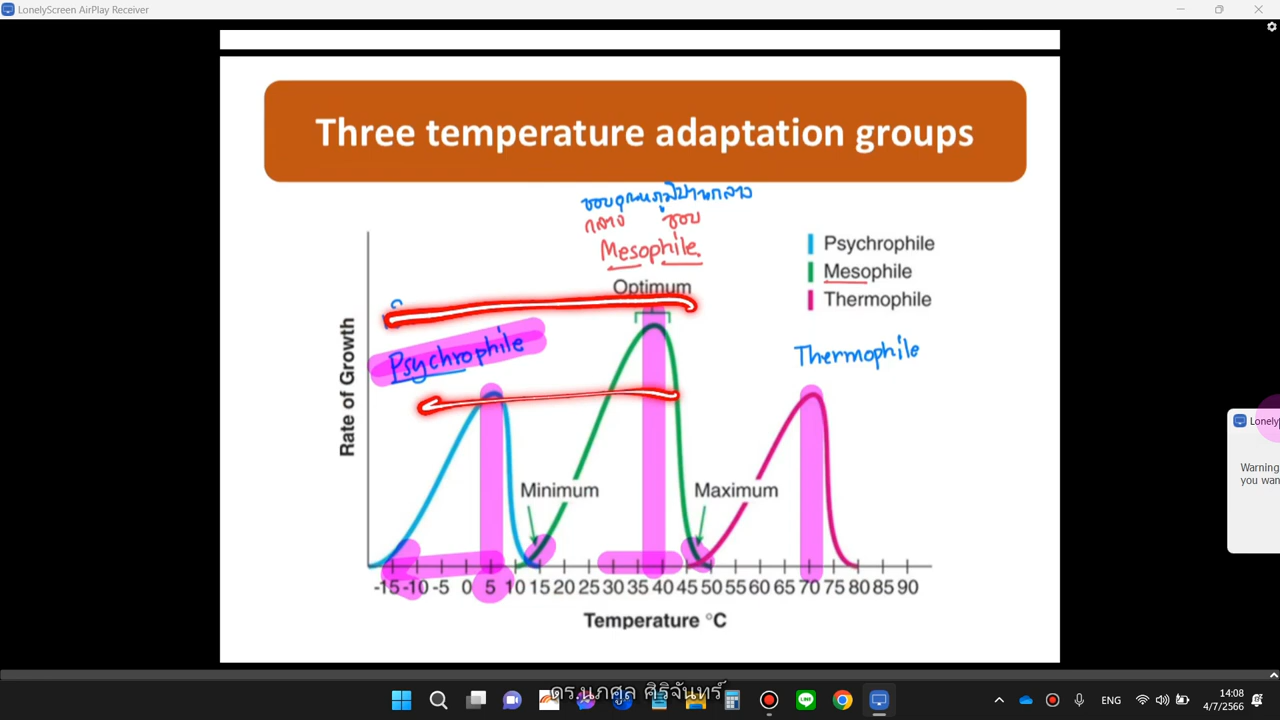 LonelyScreen AirPlay Receiver
Three temperature adaptation groups
ชอบอุณหภูมิปานกลาง
กลาง ชอบ
Mesophile
Optimum
Psychrophile
Mesophile
Thermophile
Psychrophile
Thermophile
Rate of Growth
Minimum
Maximum
-15 -10 -5 0 5 10 15 20 25 30 35 40 45 50 55 60 65 70 75 80 85 90
Temperature °C
Lonely
Warning
you wan
ดร.นภศูล ศิริจันทร์
ENG
14:08
4/7/2566